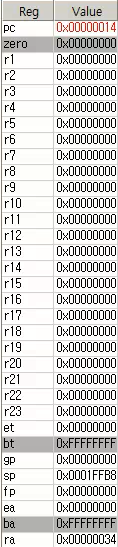 Reg Value
pc 0x00000014
zero 0x00000000
r1 0x00000000
r2 0x00000000
r3 0x00000000
r4 0x00000000
r5 0x00000000
r6 0x00000000
r7 0x00000000
r8 0x00000000
r9 0x00000000
r10 0x00000000
r11 0x00000000
r12 0x00000000
r13 0x00000000
r14 0x00000000
r15 0x00000000
r16 0x00000000
r17 0x00000000
r18 0x00000000
r19 0x00000000
r20 0x00000000
r21 0x00000000
r22 0x00000000
r23 0x00000000
et 0x00000000
bt 0xFFFFFFFF
gp 0x00000000
sp 0x0001FFB8
fp 0x00000000
ea 0x00000000
ba 0xFFFFFFFF
ra 0x00000034